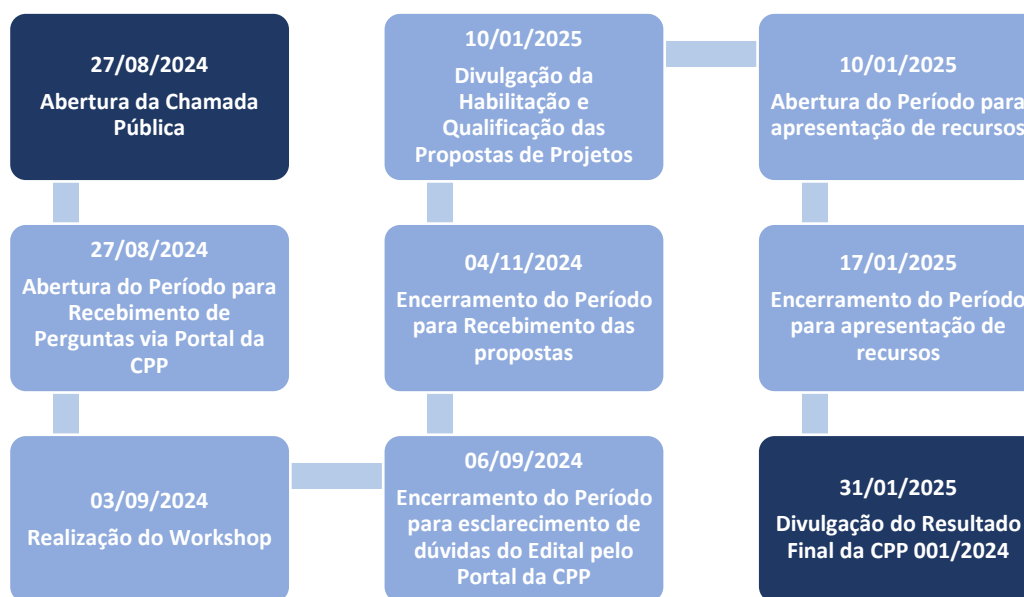 27/08/2024
Abertura da Chamada
Pública
27/08/2024
Abertura do Período para
Recebimento de
Perguntas via Portal da
CPP
03/09/2024
Realização do Workshop
06/09/2024
Encerramento do Período
para esclarecimento de
dúvidas do Edital pelo
Portal da CPP
04/11/2024
Encerramento do Período
para Recebimento das
propostas
10/01/2025
Divulgação da
Habilitação e
Qualificação das
Propostas de Projetos
10/01/2025
Abertura do Período para
apresentação de recursos
17/01/2025
Encerramento do Período
para apresentação de
recursos
31/01/2025
Divulgação do Resultado
Final da CPP 001/2024